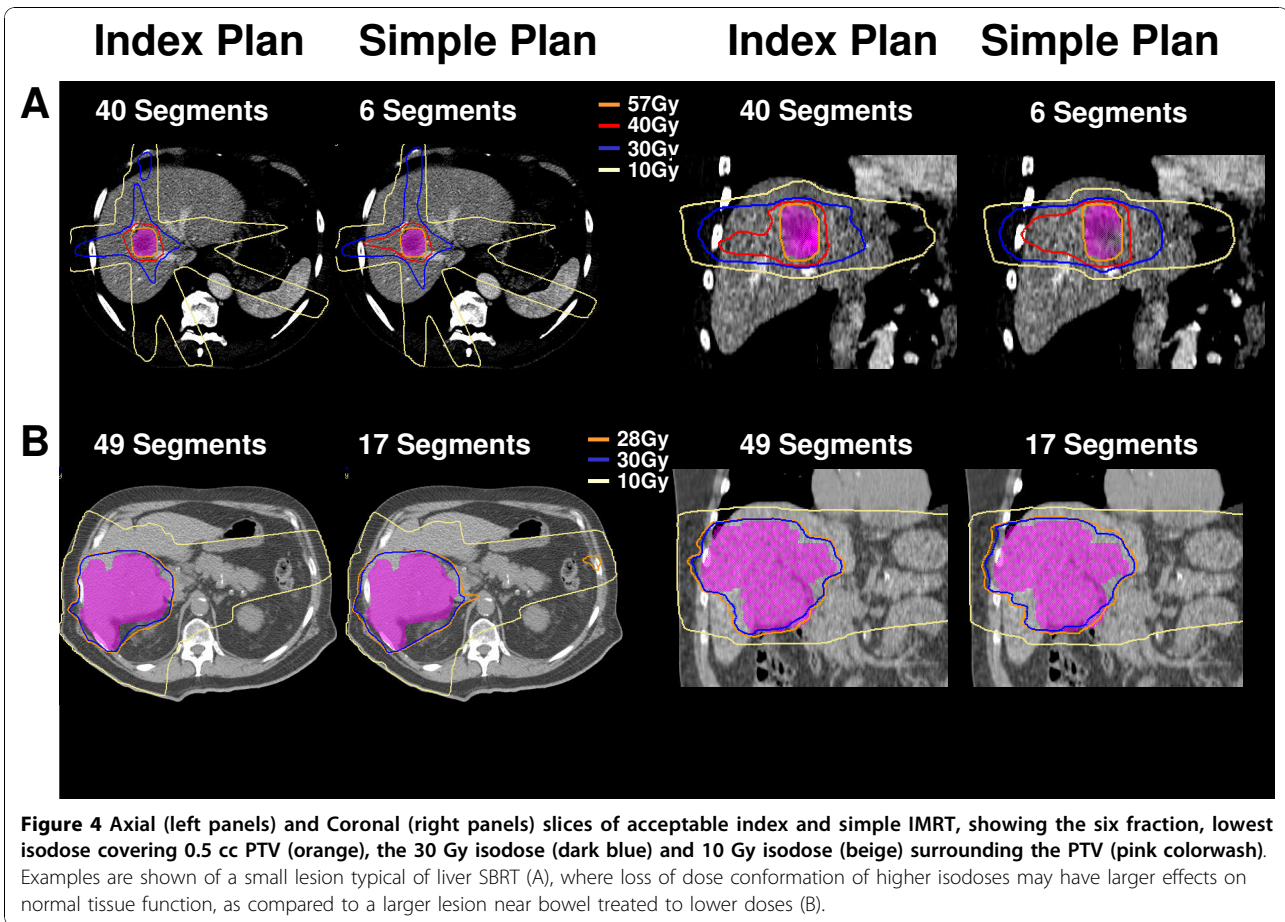 Index Plan Simple Plan Index Plan Simple Plan
A
40 Segments 6 Segments 40 Segments 6 Segments
57Gy
40Gy
30Gy
10Gy
B
49 Segments 17 Segments 49 Segments 17 Segments
28Gy
30Gy
10Gy
Figure 4 Axial (left panels) and Coronal (right panels) slices of acceptable index and simple IMRT, showing the six fraction, lowest
isodose covering 0.5 cc PTV (orange), the 30 Gy isodose (dark blue) and 10 Gy isodose (beige) surrounding the PTV (pink colorwash).
Examples are shown of a small lesion typical of liver SBRT (A), where loss of dose conformation of higher isodoses may have larger effects on
normal tissue function, as compared to a larger lesion near bowel treated to lower doses (B).